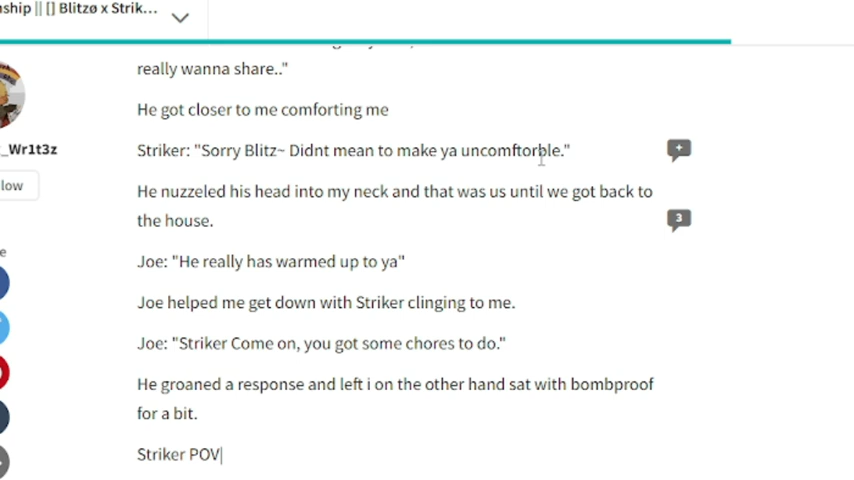 ship || [] Blitzø x Strik...
really wanna share.."
He got closer to me comforting me
_Wr1t3z
Striker: "Sorry Blitz~ Didnt mean to make ya uncomftorble."
+
low
He nuzzeled his head into my neck and that was us until we got back to
the house.
3
Joe: "He really has warmed up to ya"
Joe helped me get down with Striker clinging to me.
Joe: "Striker Come on, you got some chores to do."
He groaned a response and left i on the other hand sat with bombproof
for a bit.
Striker POV